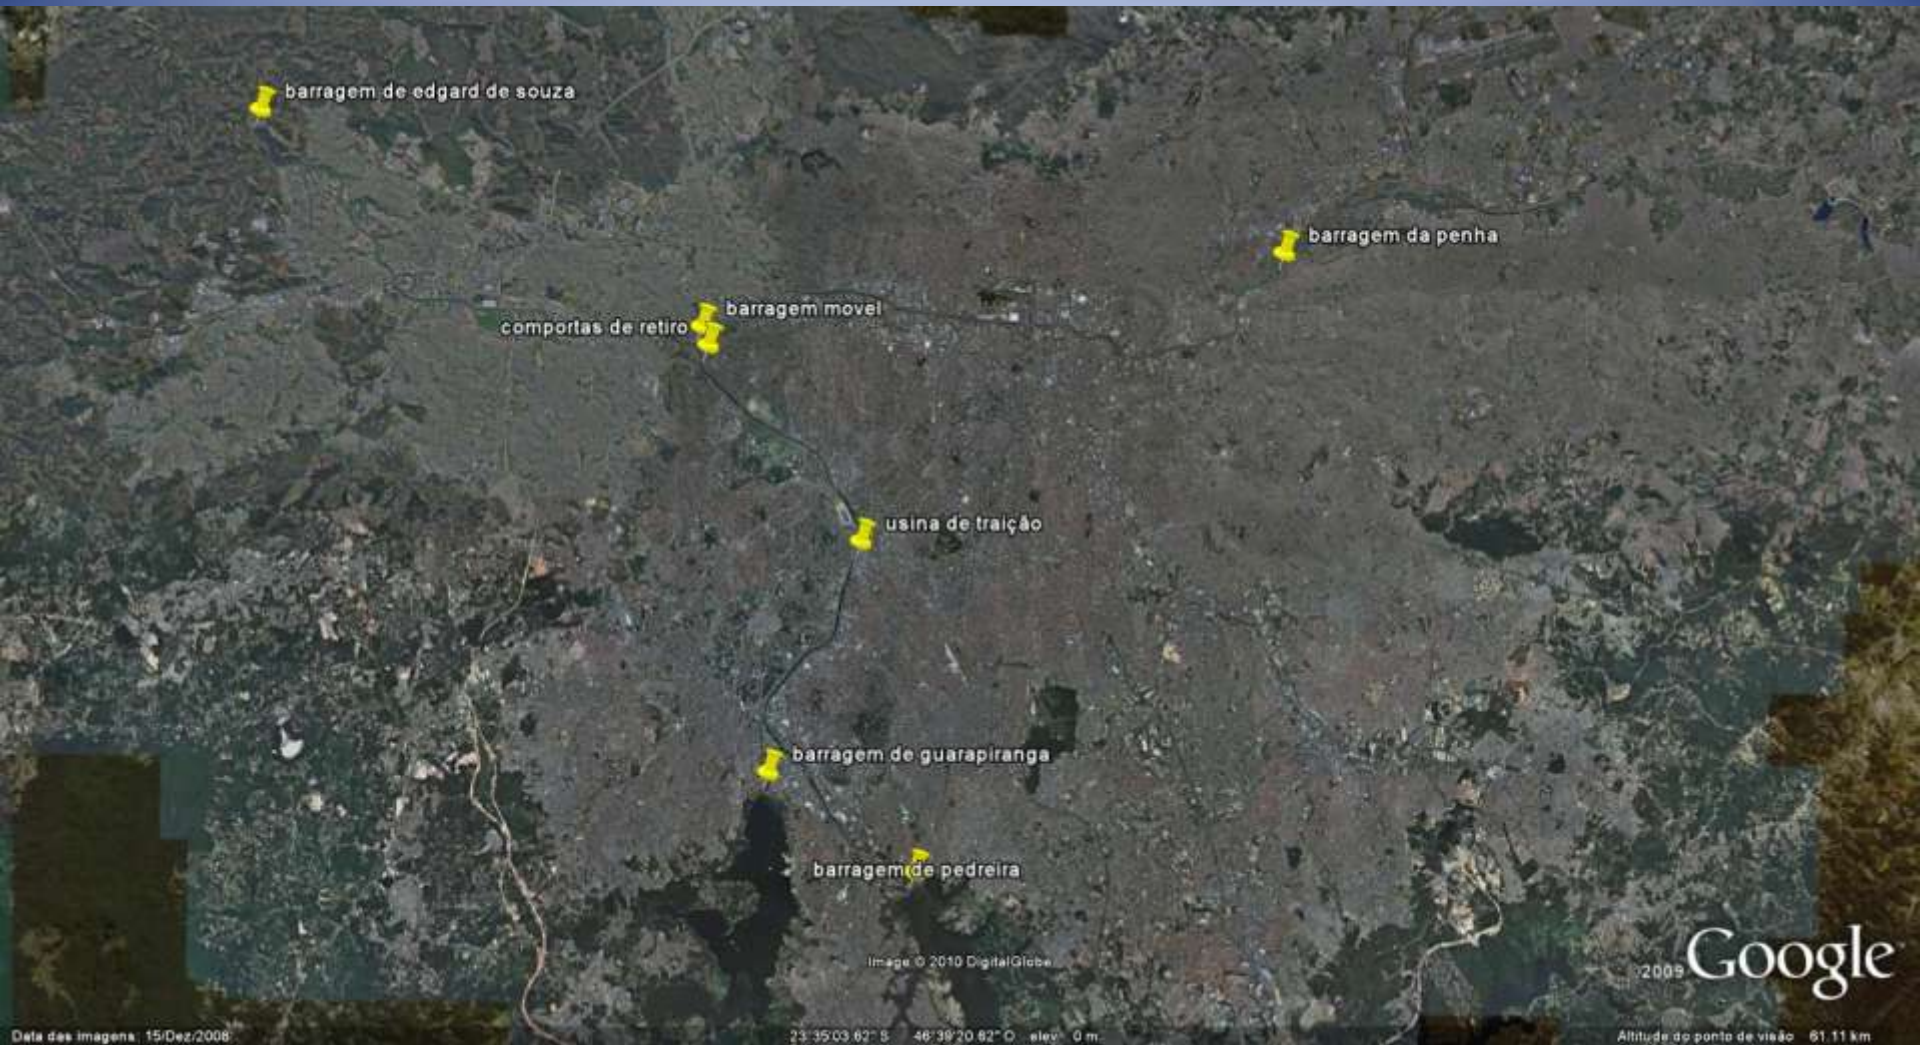 barragem de edgard de souza
barragem da penha
barragem movel
comportas de retiro
usina de traição
barragem de guarapiranga
barragem de pedreira
Image © 2010 DigitalGlobe
©2009 Google
Data das imagens: 15/Dez/2008
23°35'03.62" S 46°39'20.62" O elev 0 m
Altitude do ponto de visão 61.11 km